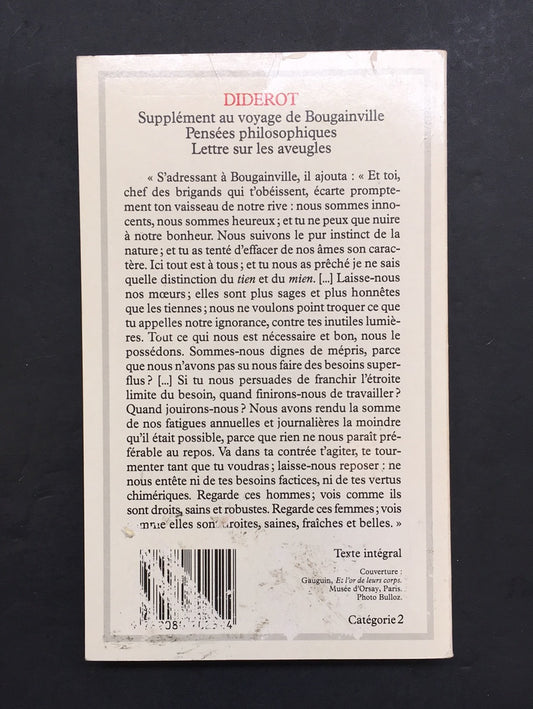 DIDEROT
Supplément au voyage de Bougainville
Pensées philosophiques
Lettre sur les aveugles
« S'adressant à Bougainville, il ajouta : « Et toi,
chef des brigands qui t'obéissent, écarte prompte-
ment ton vaisseau de notre rive : nous sommes inno-
cents, nous sommes heureux ; et tu ne peux que nuire
à notre bonheur. Nous suivons le pur instinct de la
nature ; et tu as tenté d'effacer de nos âmes son carac-
tère. Ici tout est à tous ; et tu nous as prêché je ne sais
quelle distinction du tien et du mien. [...] Laisse-nous
nos mœurs ; elles sont plus sages et plus honnêtes
que les tiennes ; nous ne voulons point troquer ce que
tu appelles notre ignorance, contre tes inutiles lumiè-
res. Tout ce qui nous est nécessaire et bon, nous le
possédons. Sommes-nous dignes de mépris, parce
que nous n'avons pas su nous faire des besoins super-
flus ? [...] Si tu nous persuades de franchir l'étroite
limite du besoin, quand finirons-nous de travailler ?
Quand jouirons-nous ? Nous avons rendu la somme
de nos fatigues annuelles et journalières la moindre
qu'il était possible, parce que rien ne nous paraît pré-
férable au repos. Va dans ta contrée t'agiter, te tour-
menter tant que tu voudras ; laisse-nous reposer : ne
nous entête ni de tes besoins factices, ni de tes vertus
chimériques. Regarde ces hommes ; vois comme ils
sont droits, sains et robustes. Regarde ces femmes ; vois
elles sont droites, saines, fraîches et belles. »
Texte intégral
Couverture :
Gauguin, Et l'or de leurs corps.
Musée d'Orsay, Paris.
Photo Bulloz.
Catégorie 2